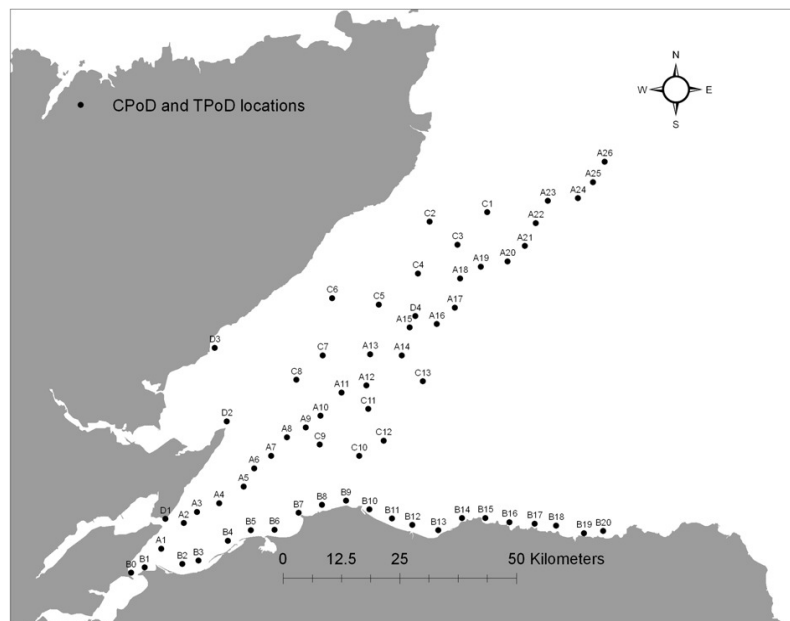 N
W E
S
CPoD and TPoD locations
A26
A25
A23 A24
C1
C2 A22
C3 A21
A20
A19
C4 A18
C6 C5 A17
D4
A15 A16
D3 A13 A14
C7
C8 A12 C13
A11
C11
D2 A10
A9
A8 C9 C12
A7 C10
A6
A5
B9
A4 B8
A3 B7 B10
D1 A2 B11 B14 B15
B5 B6 B12 B13 B16 B17 B18
B4 B19 B20
A1
B0 B1 B2 B3
0 12.5 25 50 Kilometers